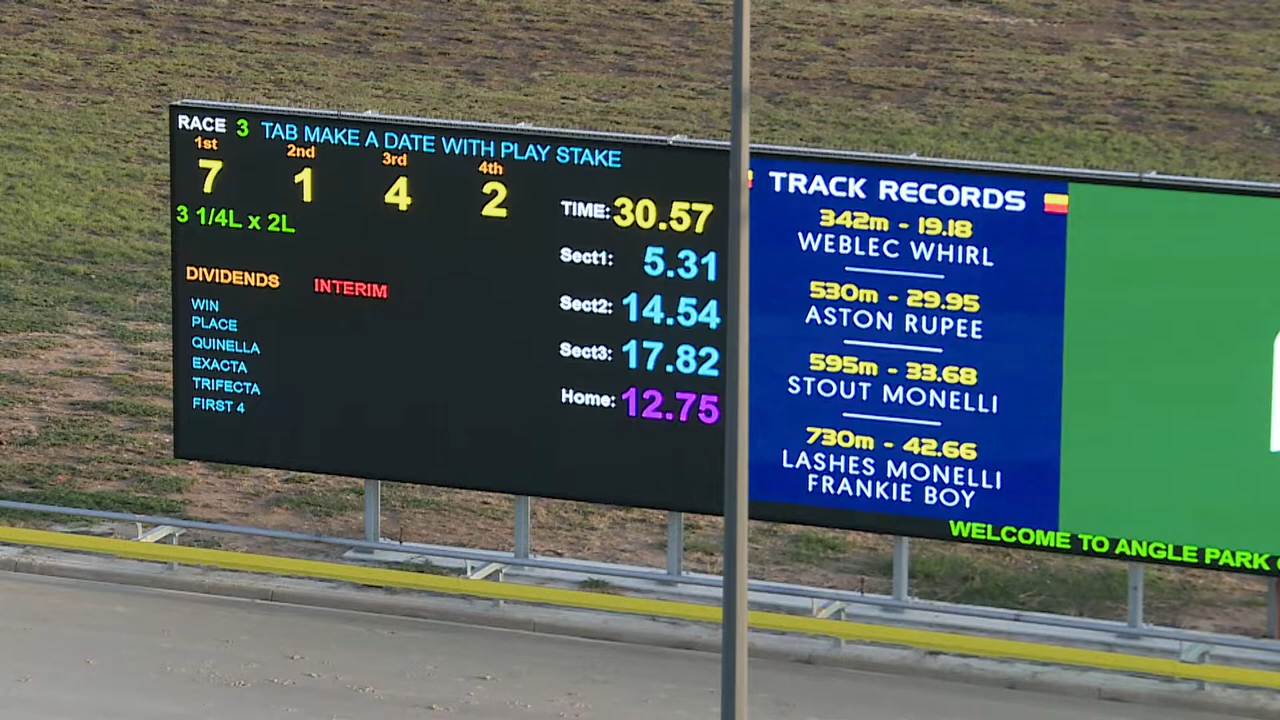 RACE 3 TAB MAKE A DATE WITH PLAY STAKE
1st 2nd 3rd 4th
7 1 4 2
3 1/4L x 2L
TIME: 30.57
Sect1: 5.31
Sect2: 14.54
Sect3: 17.82
Home: 12.75
DIVIDENDS INTERIM
WIN
PLACE
QUINELLA
EXACTA
TRIFECTA
FIRST 4
TRACK RECORDS
342m - 19.18
WEBLEC WHIRL
530m - 29.95
ASTON RUPEE
595m - 33.68
STOUT MONELLI
730m - 42.66
LASHES MONELLI
FRANKIE BOY
WELCOME TO ANGLE PARK